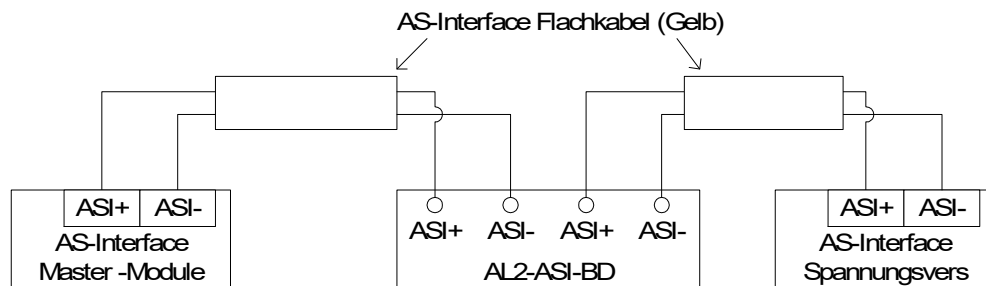 AS-Interface Flachkabel (Gelb)
ASI+ ASI-
AS-Interface
Master -Module
ASI+ ASI- ASI+ ASI-
AL2-ASI-BD
ASI+ ASI-
AS-Interface
Spannungsvers